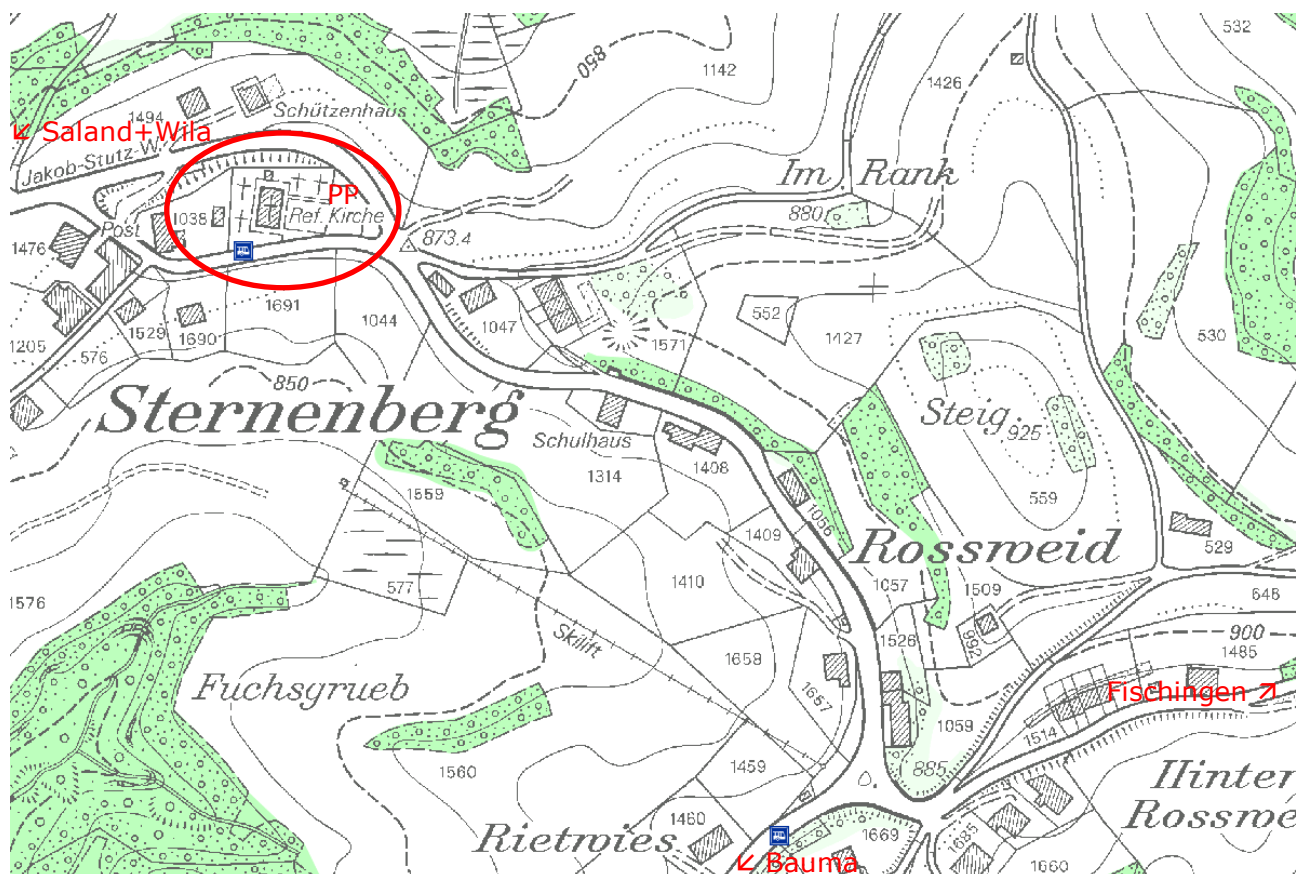 532
850
1142
1426
1494
Schützenhaus
↙ Saland+Wila
Jakob-Stutz-W.
Im Rank
PP
1038
Ref. Kirche
880
Post
1476
873.4
1691
1044
1047
552
1529
1690
1205
576
1571
1427
530
850
Sternenberg
Steig
925
Schulhaus
1314
1408
1559
559
1056
1409
Rossweid
529
577
1410
1057
1509
1576
648
Skilift
1526
992
900
1658
1485
Fuchsgrueb
1657
Fischingen ↗
1059
1514
1560
1459
885
Hinter
Rosswe
1460
Rietwies
1669
1685
↙ Bauma
1660